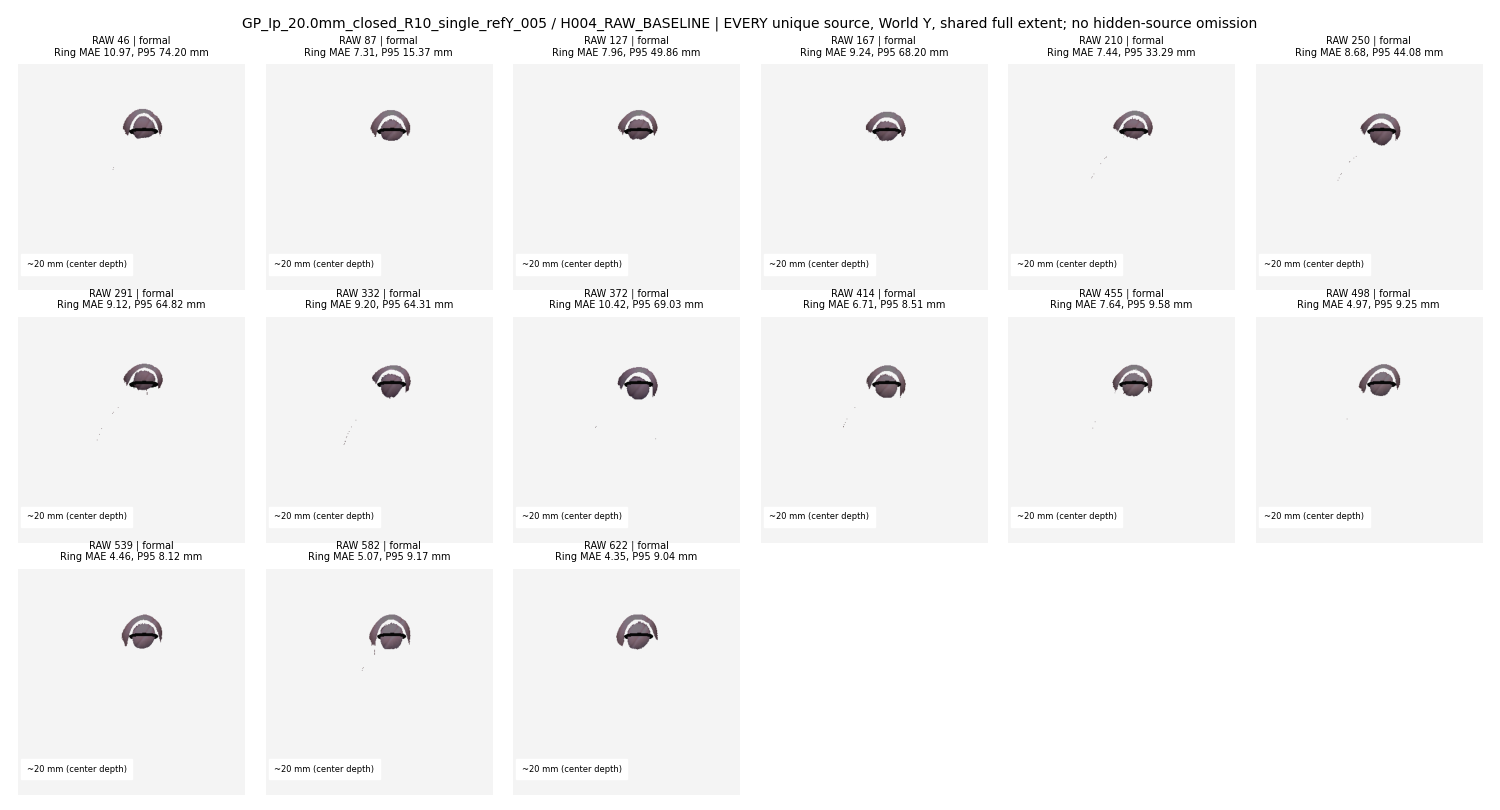 GP_Ip_20.0mm_closed_R10_single_refY_005 / H004_RAW_BASELINE | EVERY unique source, World Y, shared full extent; no hidden-source omission
RAW 46 | formal
Ring MAE 10.97, P95 74.20 mm
RAW 87 | formal
Ring MAE 7.31, P95 15.37 mm
RAW 127 | formal
Ring MAE 7.96, P95 49.86 mm
RAW 167 | formal
Ring MAE 9.24, P95 68.20 mm
RAW 210 | formal
Ring MAE 7.44, P95 33.29 mm
RAW 250 | formal
Ring MAE 8.68, P95 44.08 mm
~20 mm (center depth)
~20 mm (center depth)
~20 mm (center depth)
~20 mm (center depth)
~20 mm (center depth)
~20 mm (center depth)
RAW 291 | formal
Ring MAE 9.12, P95 64.82 mm
RAW 332 | formal
Ring MAE 9.20, P95 64.31 mm
RAW 372 | formal
Ring MAE 10.42, P95 69.03 mm
RAW 414 | formal
Ring MAE 6.71, P95 8.51 mm
RAW 455 | formal
Ring MAE 7.64, P95 9.58 mm
RAW 498 | formal
Ring MAE 4.97, P95 9.25 mm
~20 mm (center depth)
~20 mm (center depth)
~20 mm (center depth)
~20 mm (center depth)
~20 mm (center depth)
~20 mm (center depth)
RAW 539 | formal
Ring MAE 4.46, P95 8.12 mm
RAW 582 | formal
Ring MAE 5.07, P95 9.17 mm
RAW 622 | formal
Ring MAE 4.35, P95 9.04 mm
~20 mm (center depth)
~20 mm (center depth)
~20 mm (center depth)